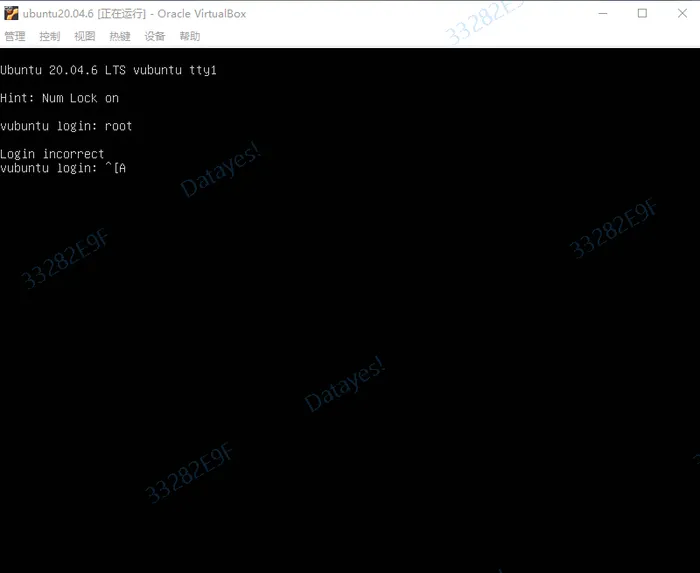 ubuntu20.04.6 [正在运行] - Oracle VirtualBox
管理 控制 视图 热键 设备 帮助
Ubuntu 20.04.6 LTS vubuntu tty1
Hint: Num Lock on
vubuntu login: root
Login incorrect
vubuntu login: ^[A
33282E9F
Datayes!
33282E9F
33282E9F
Datayes!
33282E9F